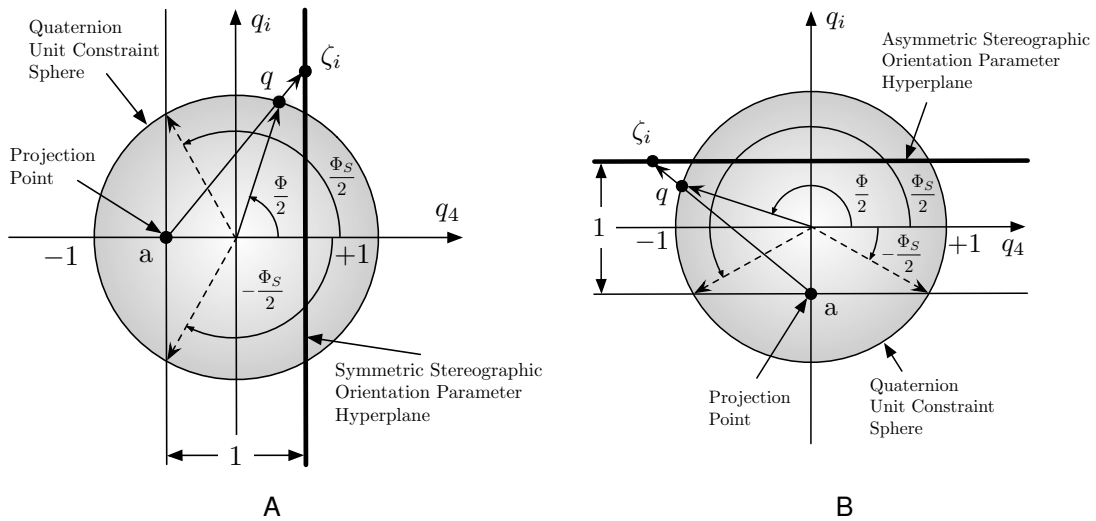 Quaternion
Unit Constraint
Sphere
q_i
ζ_i
q
Projection
Point
Φ/2
Φ_S/2
q_4
−1
a
+1
−Φ_S/2
Symmetric Stereographic
Orientation Parameter
Hyperplane
1
A
q_i
Asymmetric Stereographic
Orientation Parameter
Hyperplane
ζ_i
q
Φ/2
Φ_S/2
1
−1
−Φ_S/2
+1
q_4
a
Projection
Point
Quaternion
Unit Constraint
Sphere
B